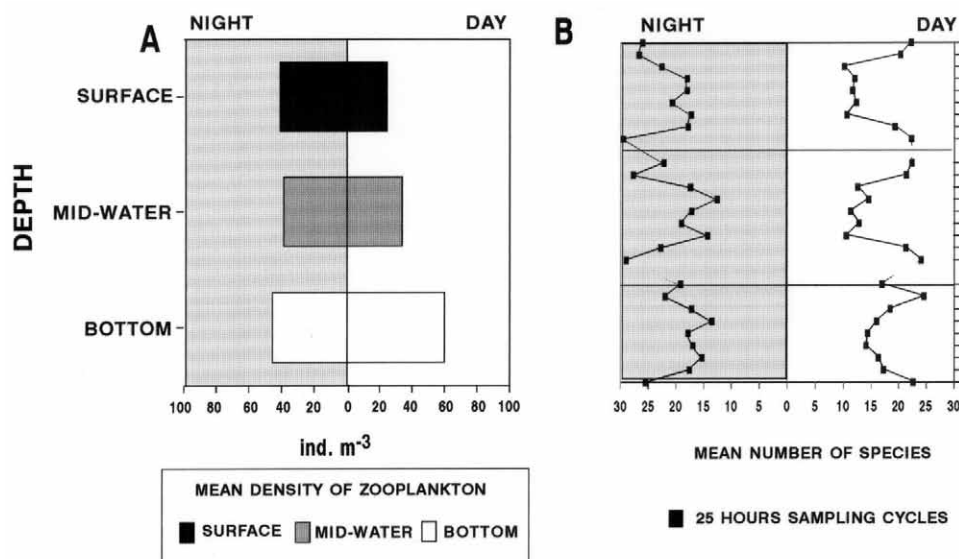 A
NIGHT DAY
DEPTH
SURFACE
MID-WATER
BOTTOM
100 80 60 40 20 0 20 40 60 80 100
ind. m-3
MEAN DENSITY OF ZOOPLANKTON
SURFACE MID-WATER BOTTOM
B
NIGHT DAY
30 25 20 15 10 5 0 5 10 15 20 25 30
MEAN NUMBER OF SPECIES
25 HOURS SAMPLING CYCLES